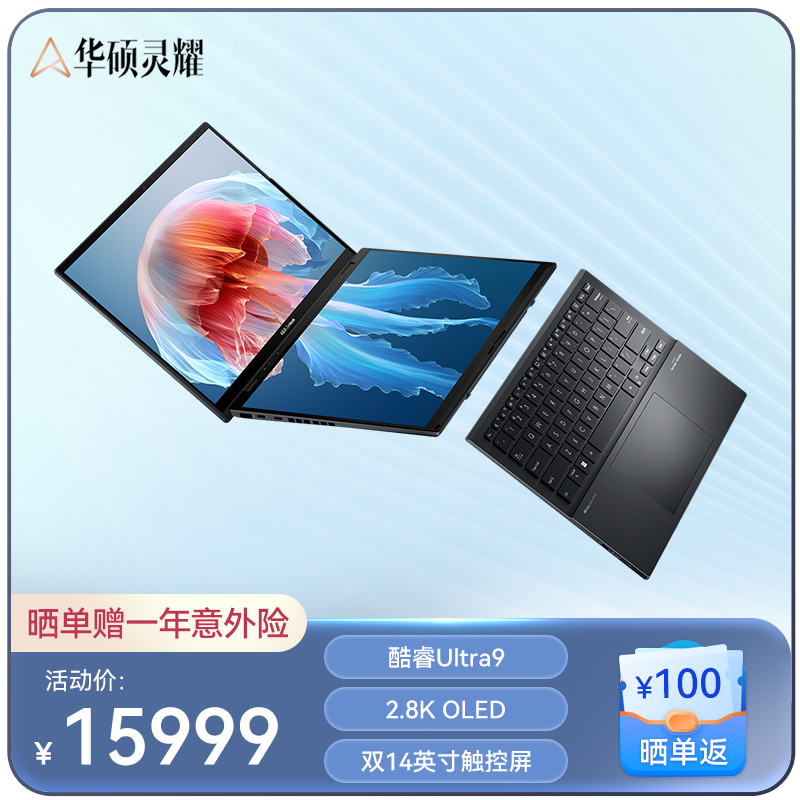 华硕灵耀
晒单赠一年意外险
活动价：
¥15999
酷睿Ultra9
2.8K OLED
双14英寸触控屏
¥100
晒单返